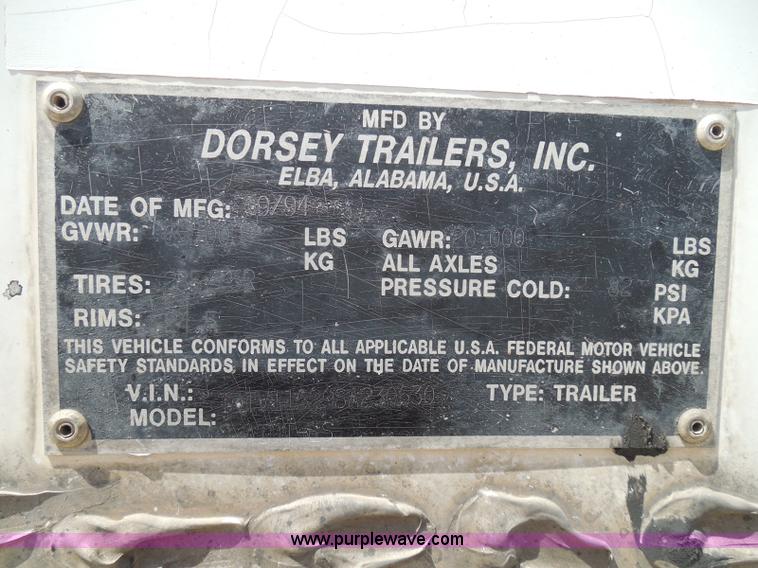 MFD BY
DORSEY TRAILERS, INC.
ELBA, ALABAMA, U.S.A.
DATE OF MFG:
GVWR: LBS GAWR: LBS
KG ALL AXLES KG
TIRES: PRESSURE COLD: PSI
RIMS: KPA
THIS VEHICLE CONFORMS TO ALL APPLICABLE U.S.A. FEDERAL MOTOR VEHICLE
SAFETY STANDARDS IN EFFECT ON THE DATE OF MANUFACTURE SHOWN ABOVE.
V.I.N.: TYPE: TRAILER
MODEL:
www.purplewave.com